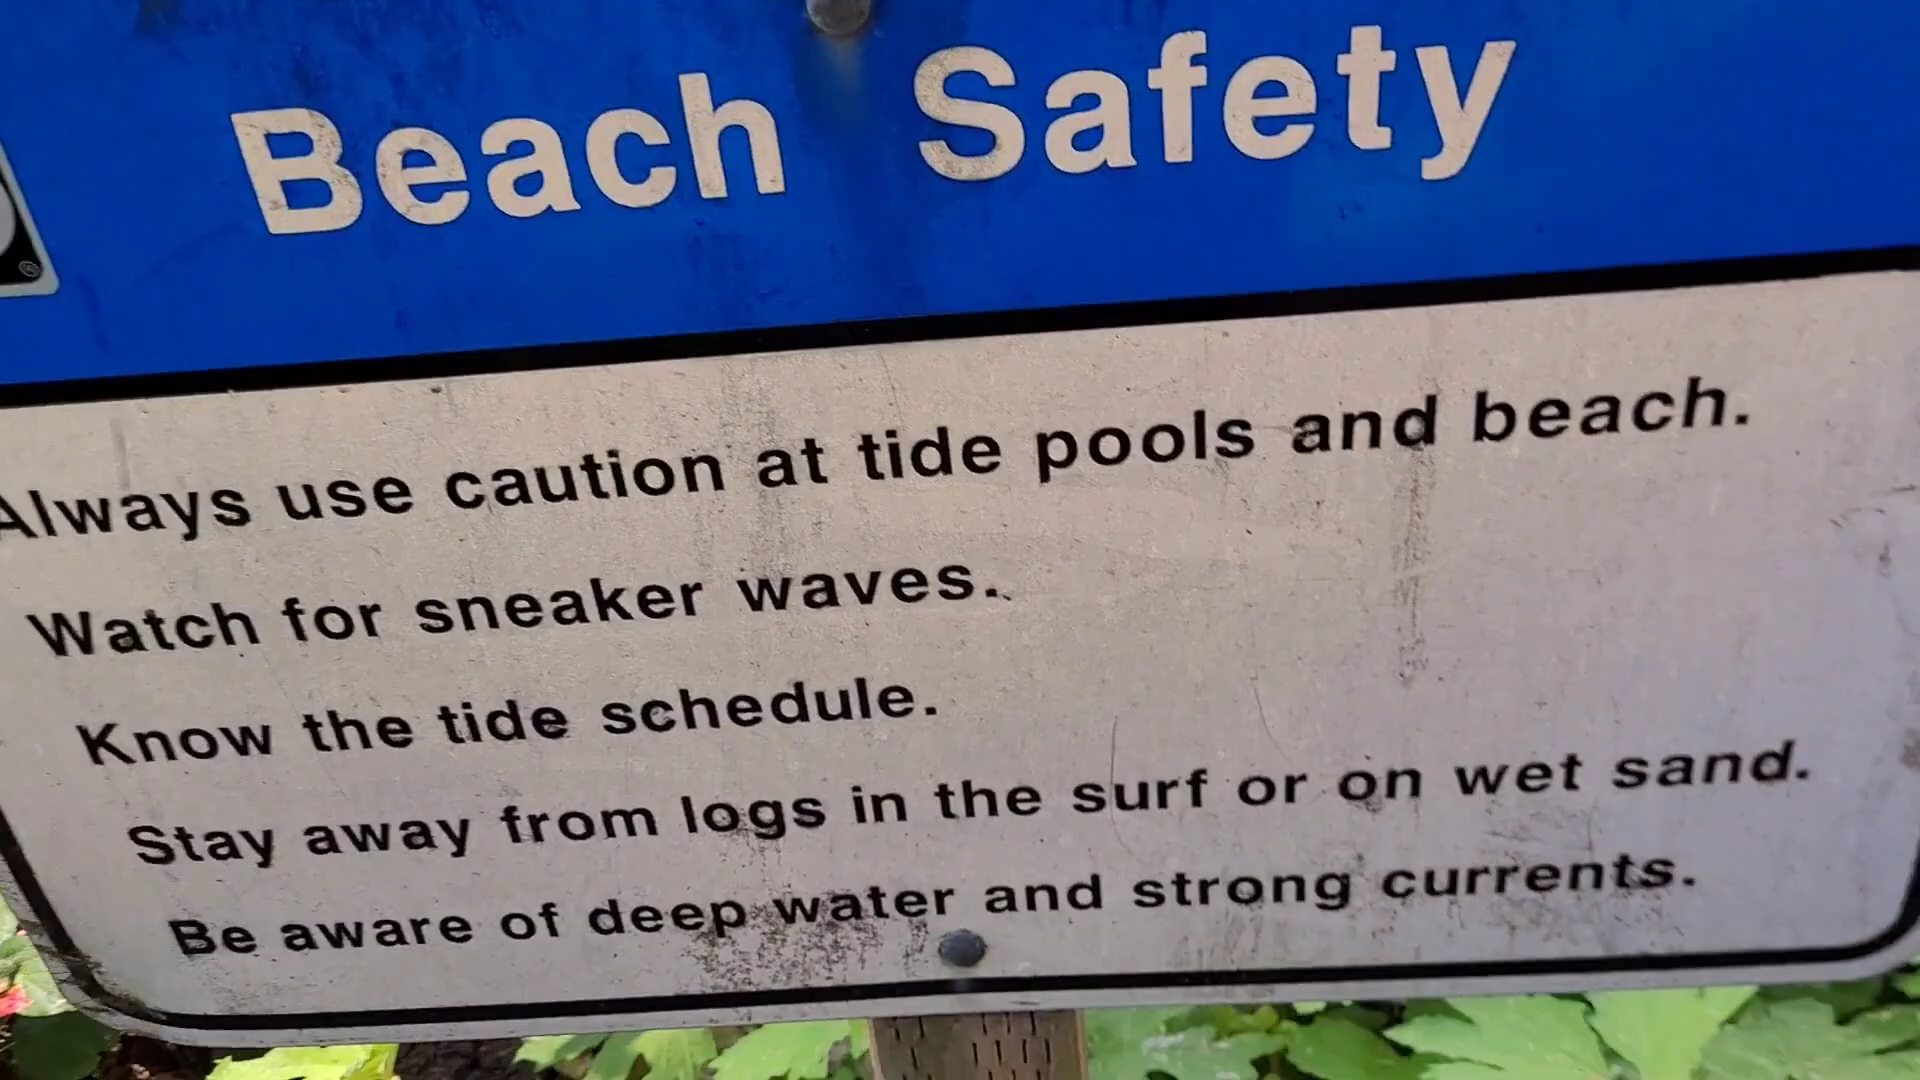 Beach Safety
Always use caution at tide pools and beach.
Watch for sneaker waves.
Know the tide schedule.
Stay away from logs in the surf or on wet sand.
Be aware of deep water and strong currents.